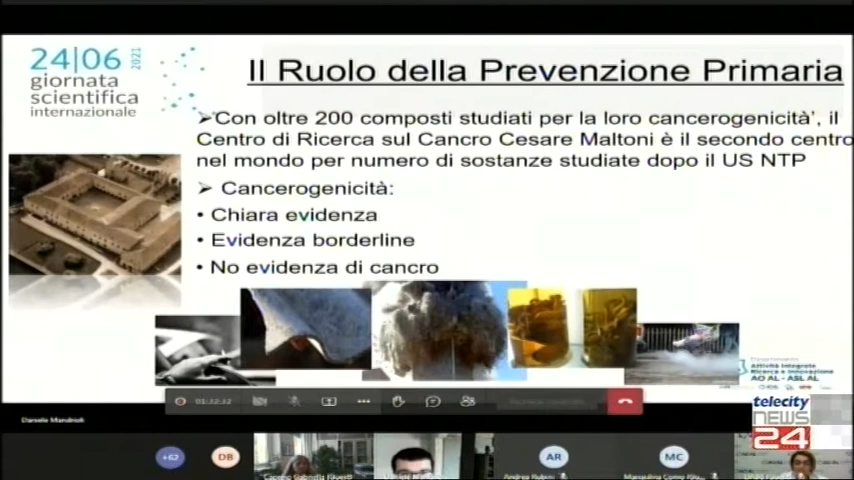 24|06
2021
giornata
scientifica
internazionale
Il Ruolo della Prevenzione Primaria
➢'Con oltre 200 composti studiati per la loro cancerogenicità', il
Centro di Ricerca sul Cancro Cesare Maltoni è il secondo centro
nel mondo per numero di sostanze studiate dopo il US NTP
➢ Cancerogenicità:
• Chiara evidenza
• Evidenza borderline
• No evidenza di cancro
Attività Integrate
Ricerca e Innovazione
AO AL - ASL AL
01:32:32
Daniele Mandrioli
telecity
NEWS
24
+62
DB
AR
MC
Andrea Rubini